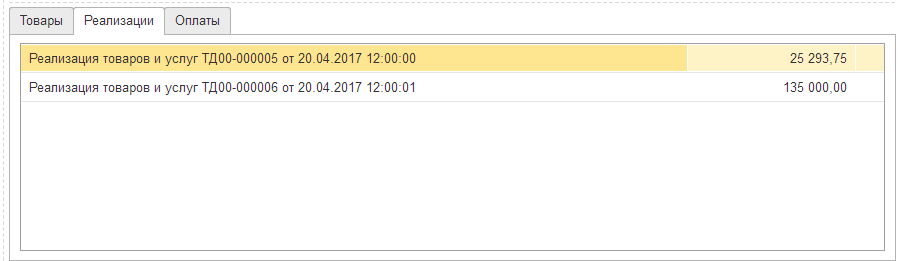 Товары Реализации Оплаты
Реализация товаров и услуг ТД00-000005 от 20.04.2017 12:00:00 25 293,75
Реализация товаров и услуг ТД00-000006 от 20.04.2017 12:00:01 135 000,00